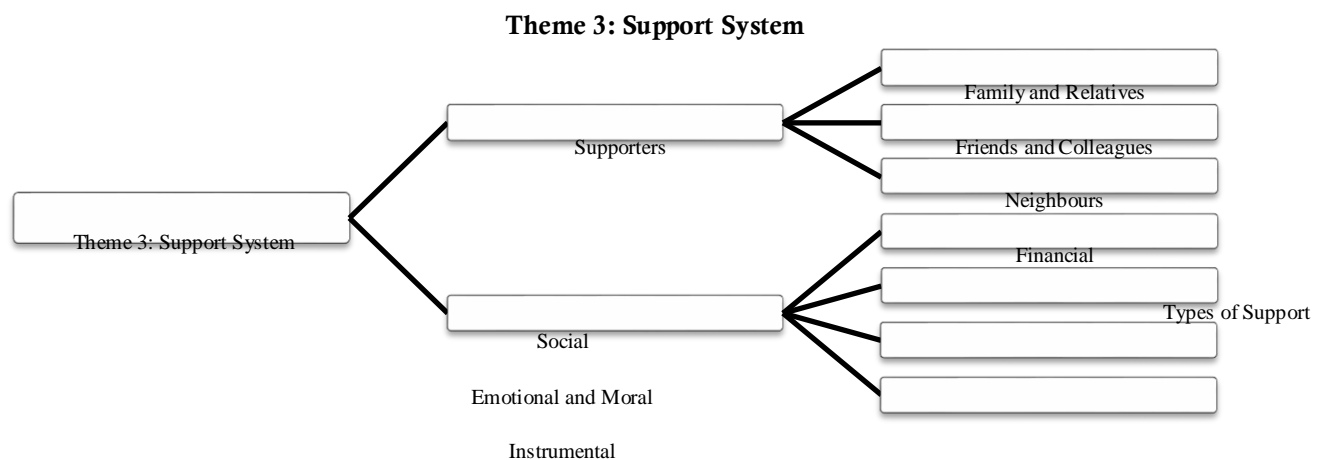 Theme 3: Support System
Family and Relatives
Supporters
Friends and Colleagues
Neighbours
Theme 3: Support System
Financial
Types of Support
Social
Emotional and Moral
Instrumental